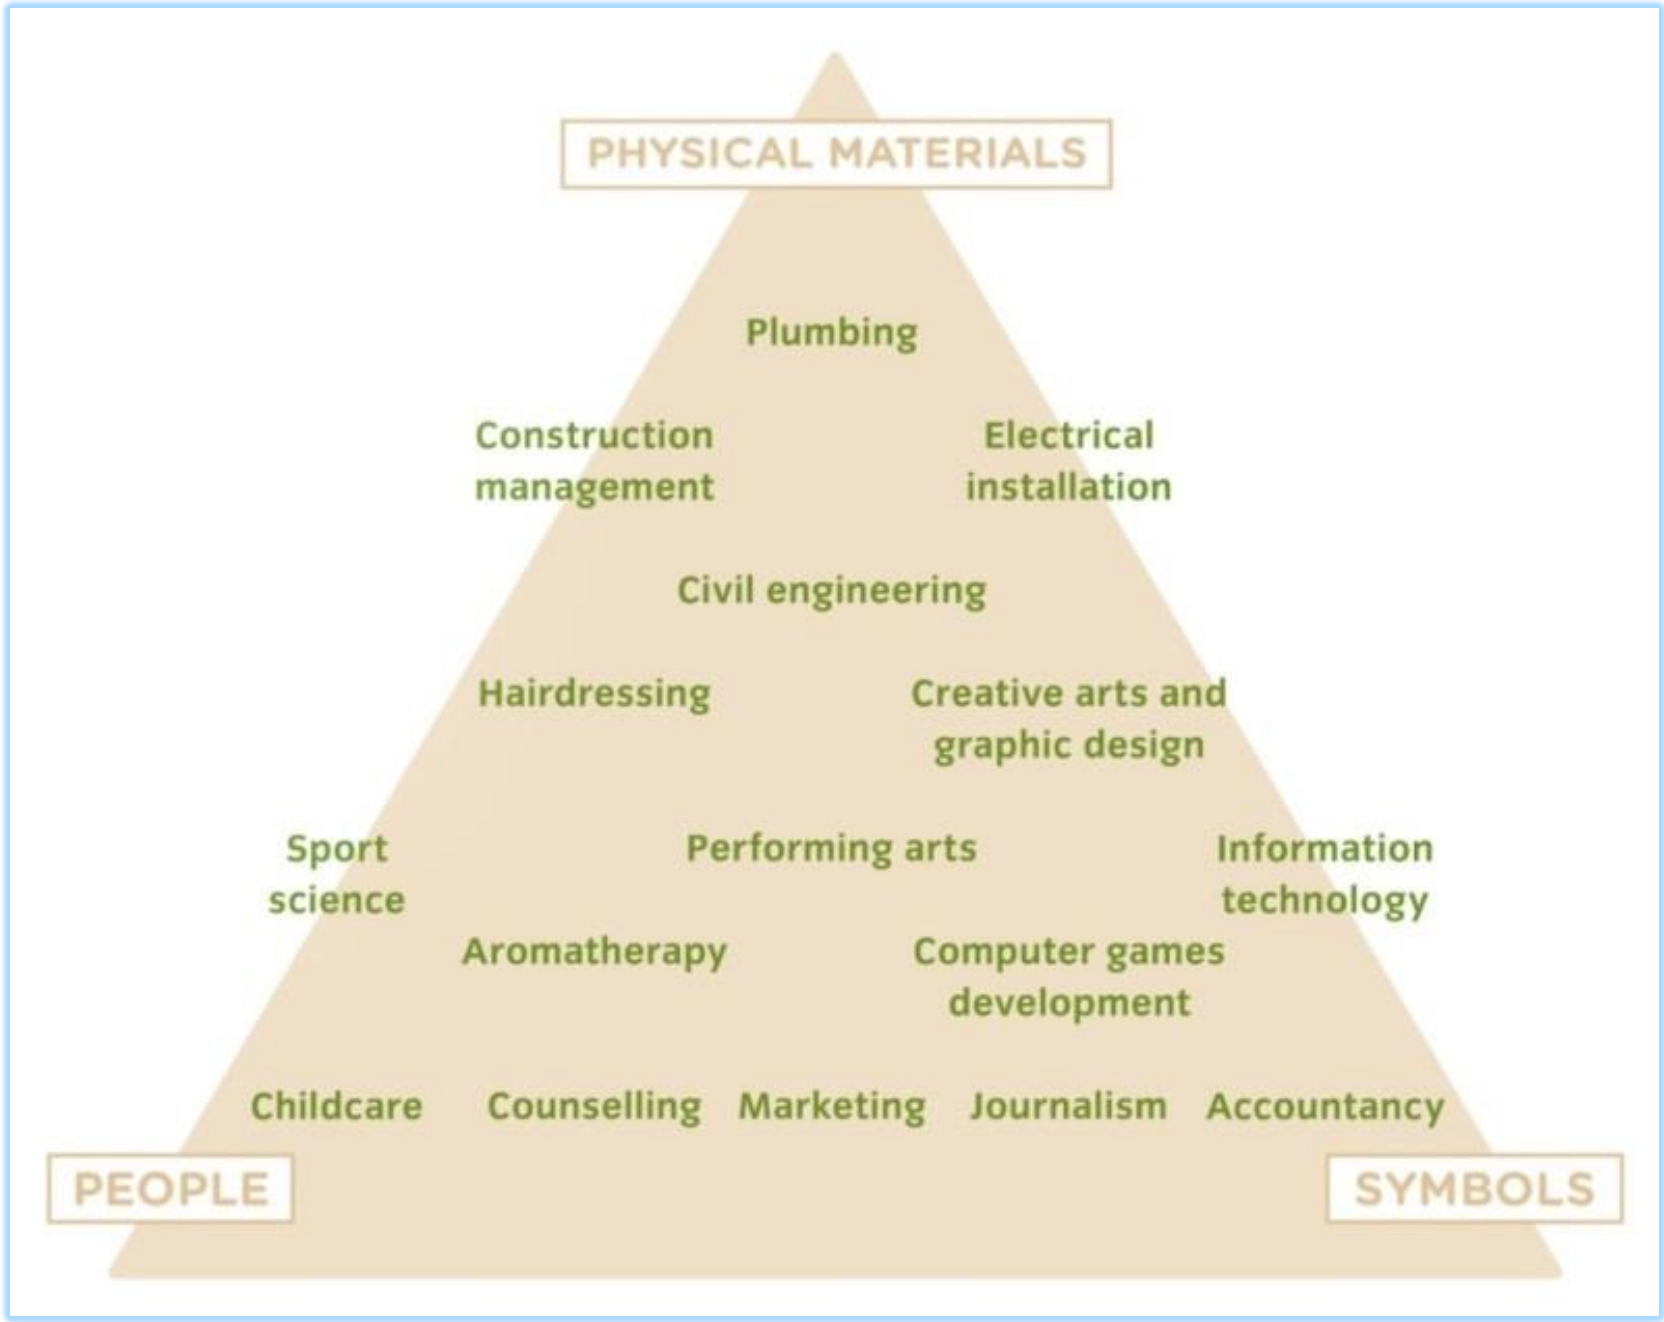 PHYSICAL MATERIALS
Plumbing
Construction
management
Electrical
installation
Civil engineering
Hairdressing
Creative arts and
graphic design
Sport
science
Performing arts
Information
technology
Aromatherapy
Computer games
development
Childcare
Counselling
Marketing
Journalism
Accountancy
PEOPLE
SYMBOLS